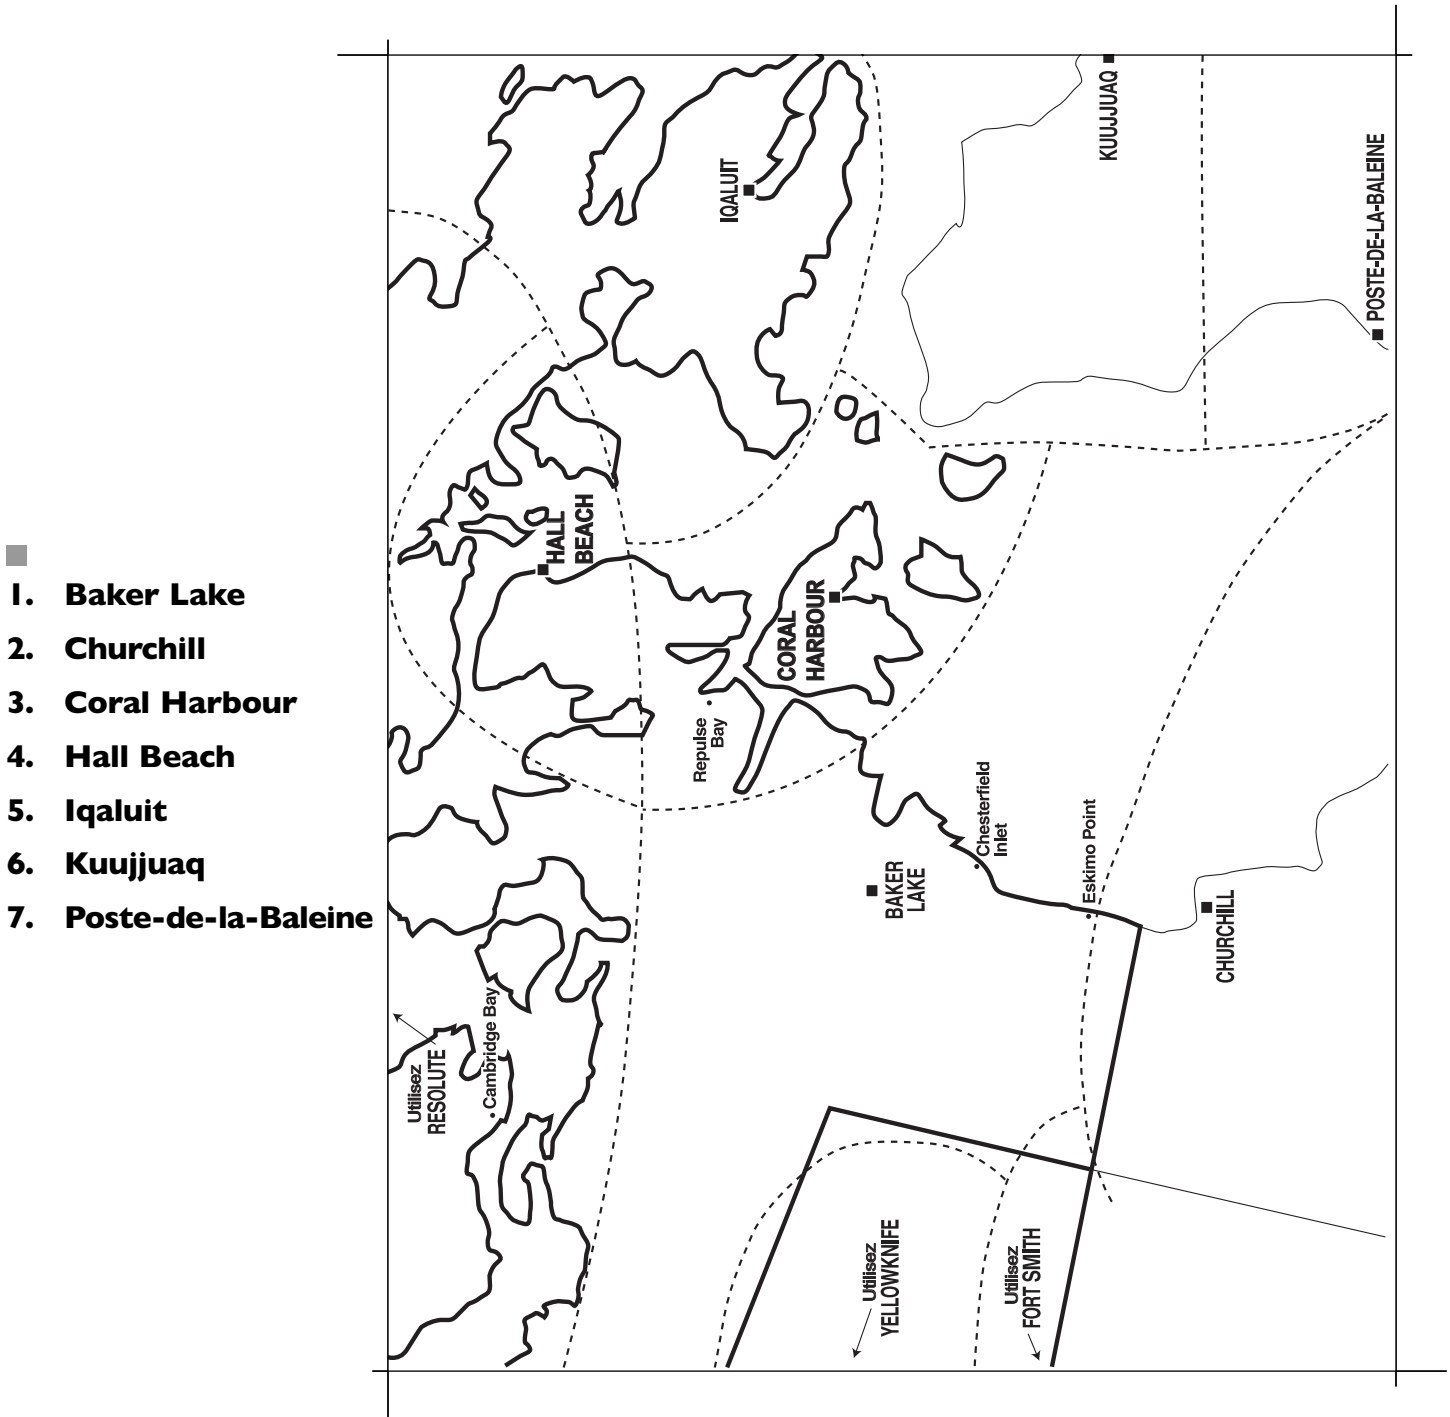 1. Baker Lake
2. Churchill
3. Coral Harbour
4. Hall Beach
5. Iqaluit
6. Kuujjuaq
7. Poste-de-la-Baleine
KUUJJUAQ
POSTE-DE-LA-BALEINE
IQALUIT
HALL
BEACH
CORAL
HARBOUR
Repulse
Bay
Chesterfield
Inlet
Eskimo Point
BAKER
LAKE
CHURCHILL
Cambridge Bay
Utilisez
RESOLUTE
Utilisez
YELLOWKNIFE
Utilisez
FORT SMITH